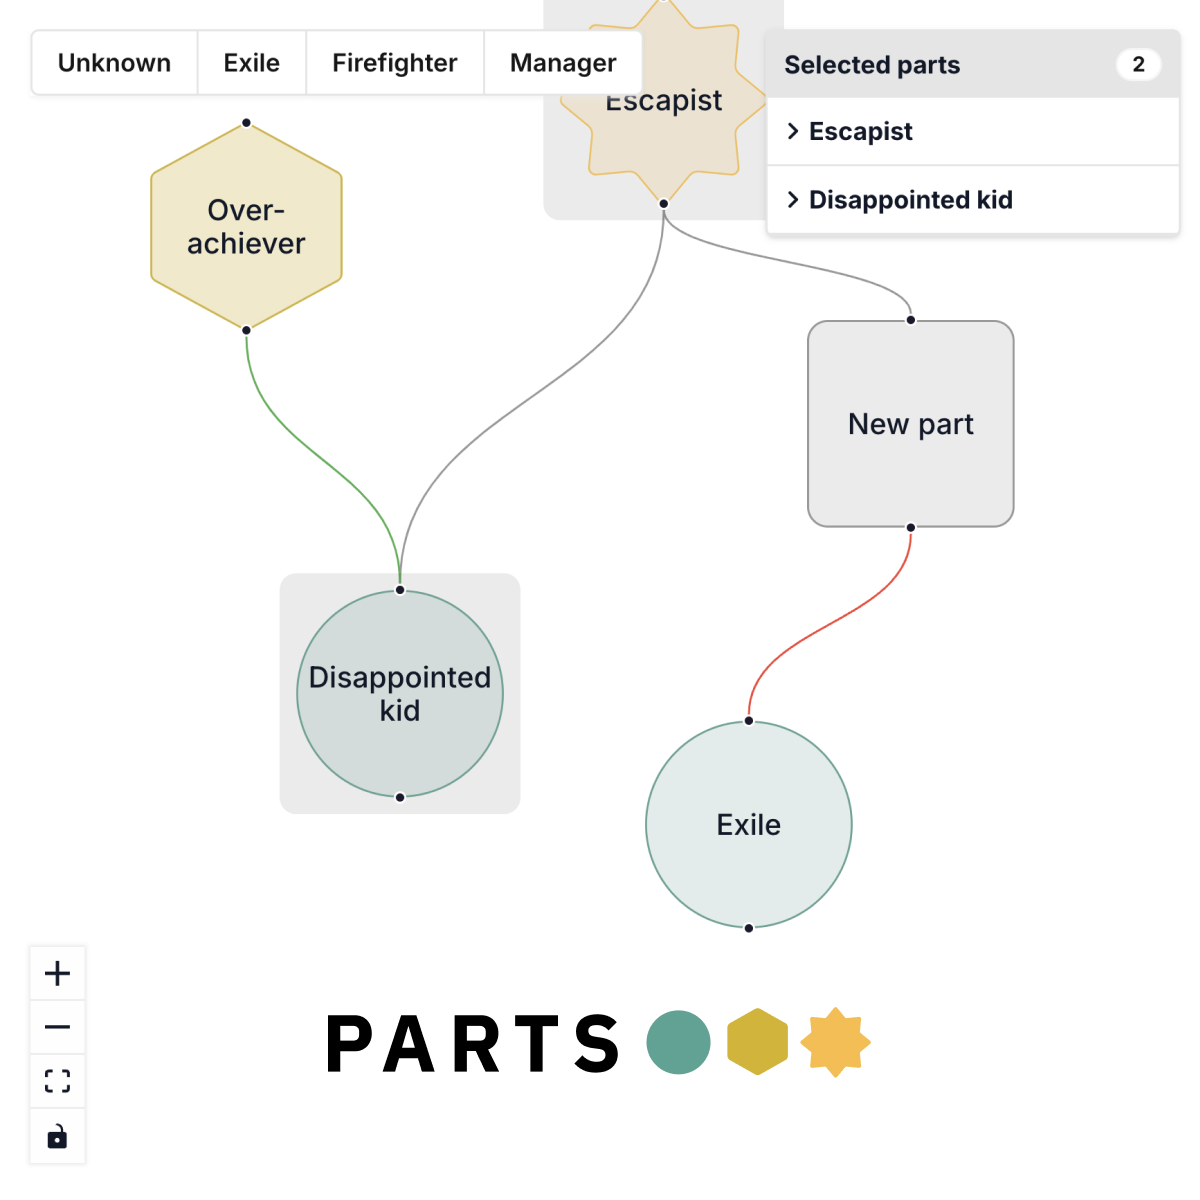 Unknown
Exile
Firefighter
Manager
Selected parts
2
Escapist
Escapist
Disappointed kid
Over-
achiever
New part
Disappointed
kid
Exile
PARTS